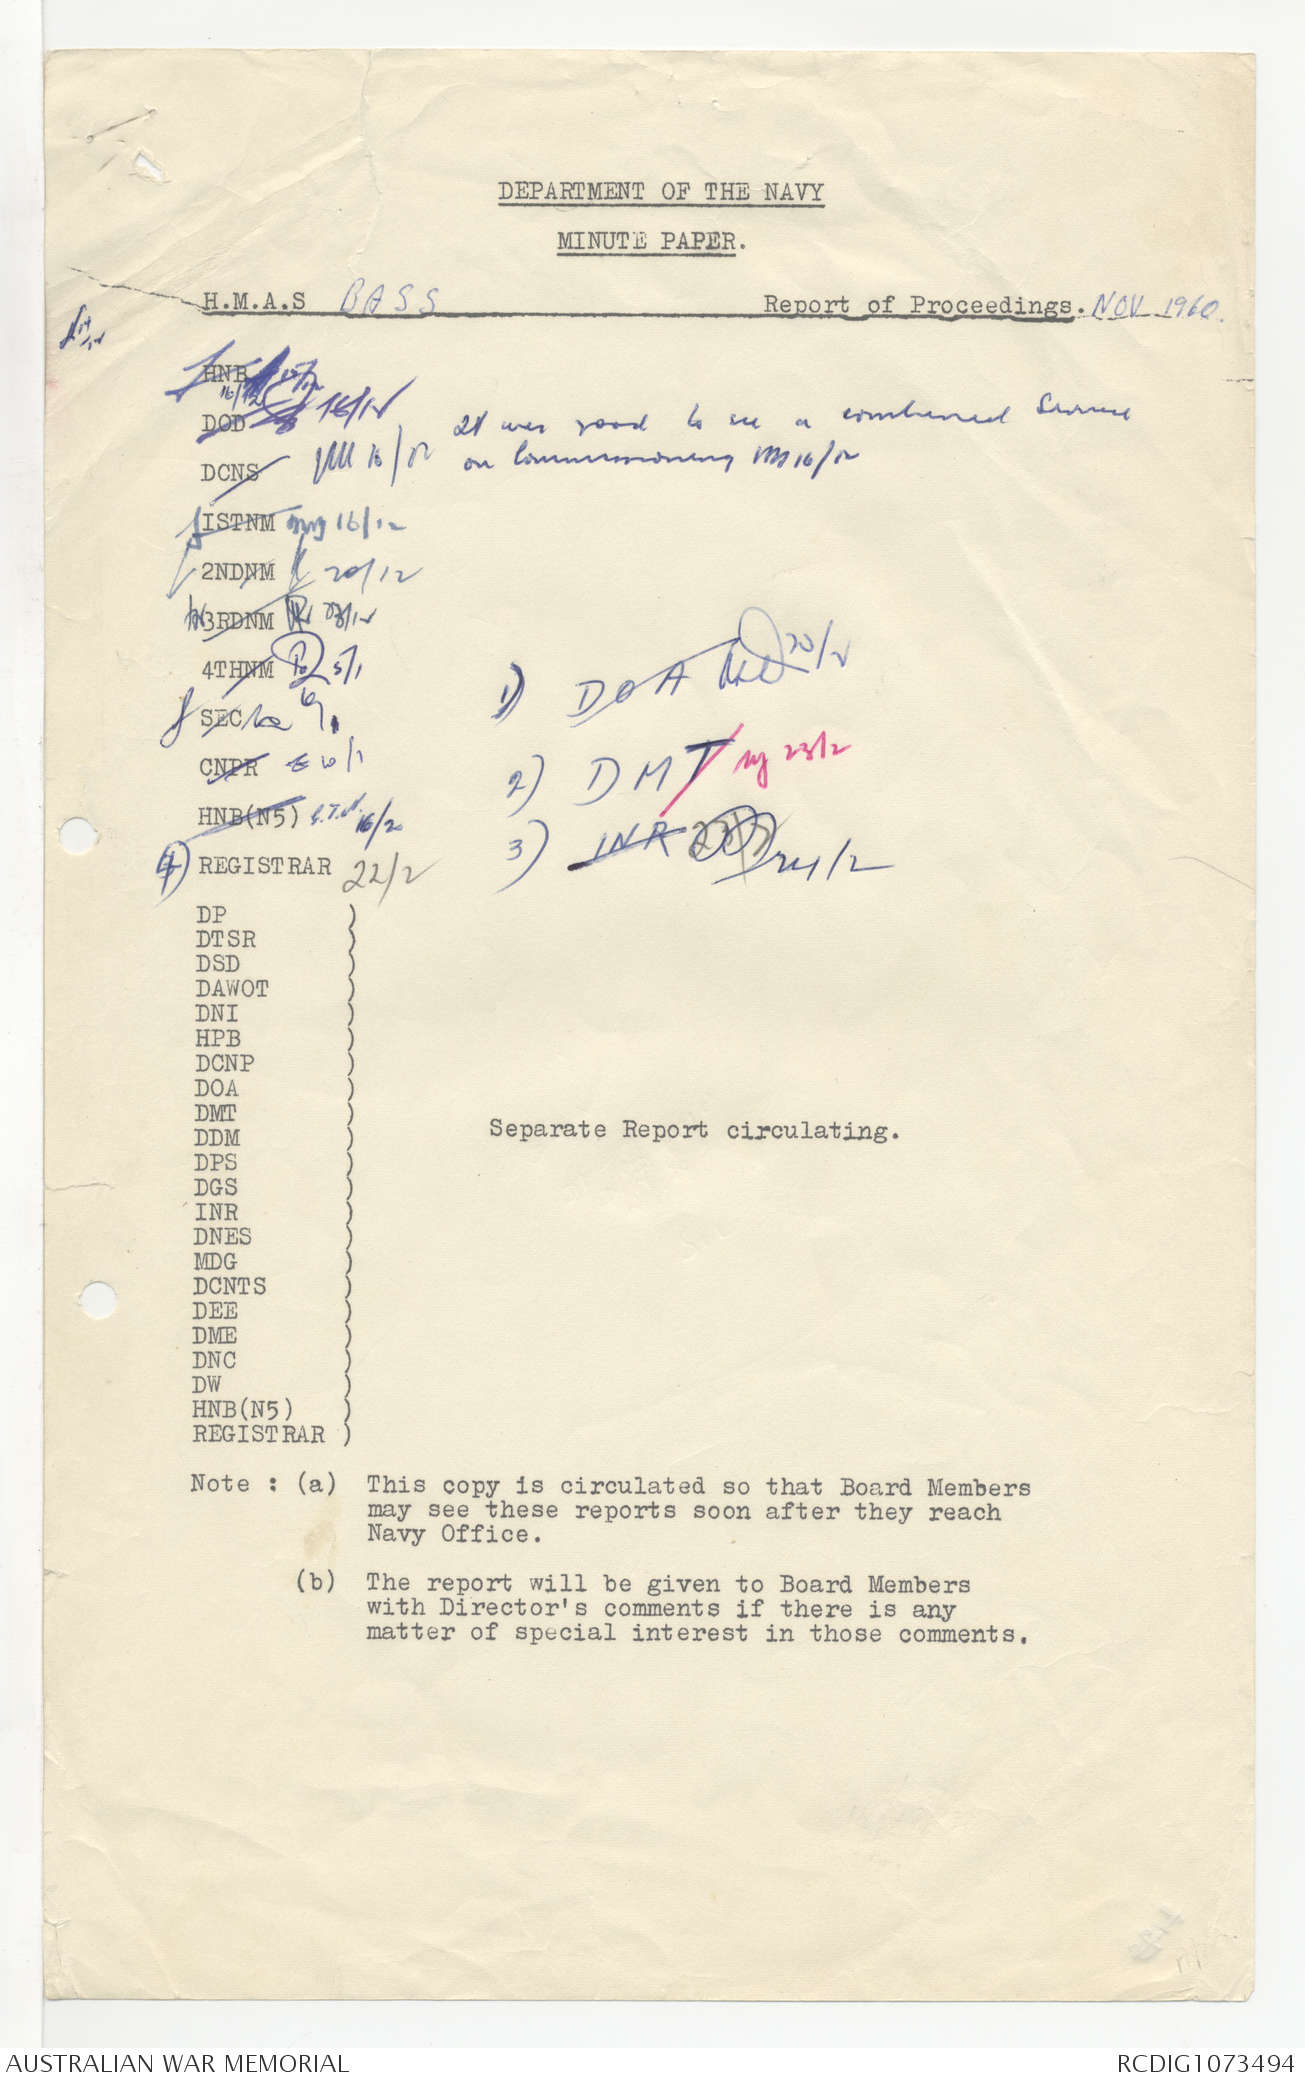 DEPARTMENT OF THE NAVY
MINUTE PAPER.
H.M.A.S BASS Report of Proceedings. NOV 1960.
HNB
16/12
DOD 16/12
DCNS 16/12
It was good to see a combined Service
on Commissioning 16/12
1STNM 16/12
2NDNM 20/12
3RDNM
4THNM 5/1
SEC
CNPR
HNB(N5) 16/20
4) REGISTRAR 22/2
1) DOA 20/2
2) DMT 23/2
3) INR 24/2
DP )
DTSR )
DSD )
DAWOT )
DNI )
HPB )
DCNP )
DOA )
DMT )
DDM )
DPS )
DGS )
INR )
DNES )
MDG )
DCNTS )
DEE )
DME )
DNC )
DW )
HNB(N5) )
REGISTRAR )
Separate Report circulating.
Note : (a) This copy is circulated so that Board Members
may see these reports soon after they reach
Navy Office.
(b) The report will be given to Board Members
with Director's comments if there is any
matter of special interest in those comments.
AUSTRALIAN WAR MEMORIAL RCDIG1073494